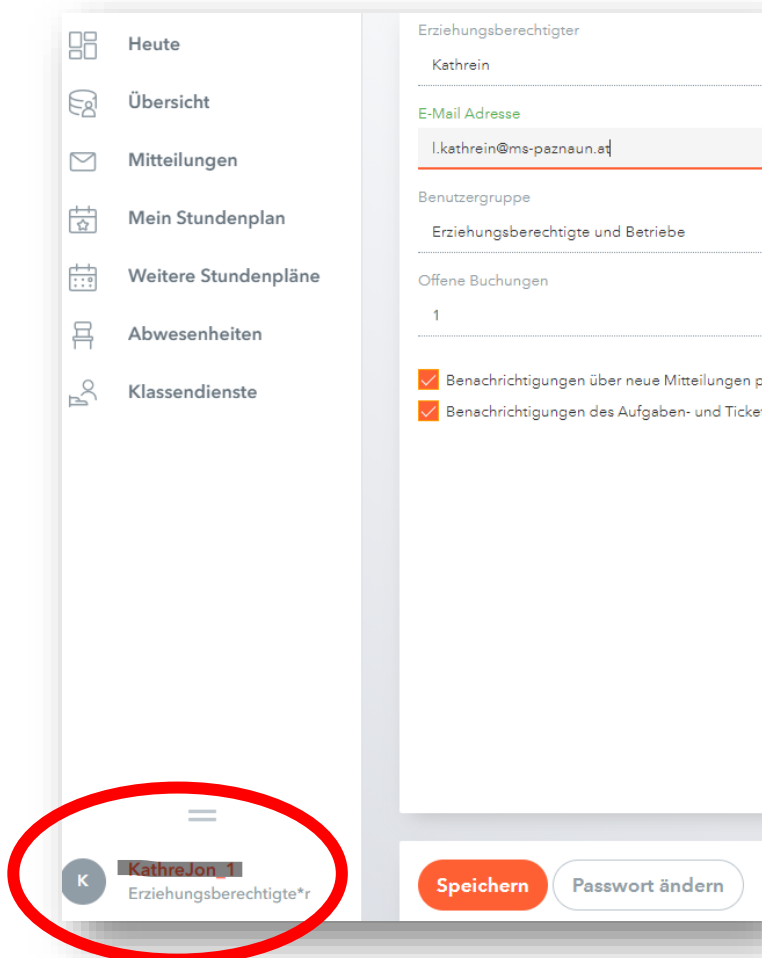 Heute
Übersicht
Mitteilungen
Mein Stundenplan
Weitere Stundenpläne
Abwesenheiten
Klassendienste
K
KathreJon_1
Erziehungsberechtigte*r
Erziehungsberechtigter
Kathrein
E-Mail Adresse
l.kathrein@ms-paznaun.at
Benutzergruppe
Erziehungsberechtigte und Betriebe
Offene Buchungen
1
Benachrichtigungen über neue Mitteilungen p
Benachrichtigungen des Aufgaben- und Ticke
Speichern
Passwort ändern